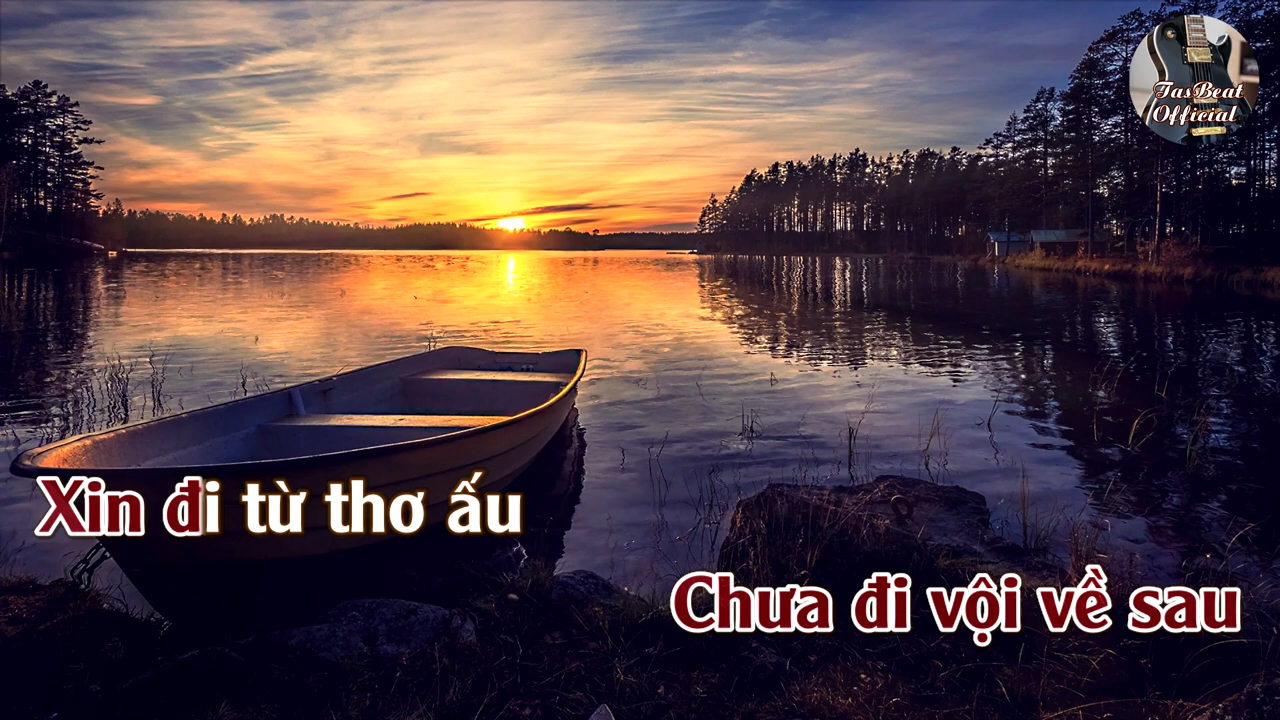 TasBeat
Official
Xin đi từ thơ ấu
Chưa đi vội về sau